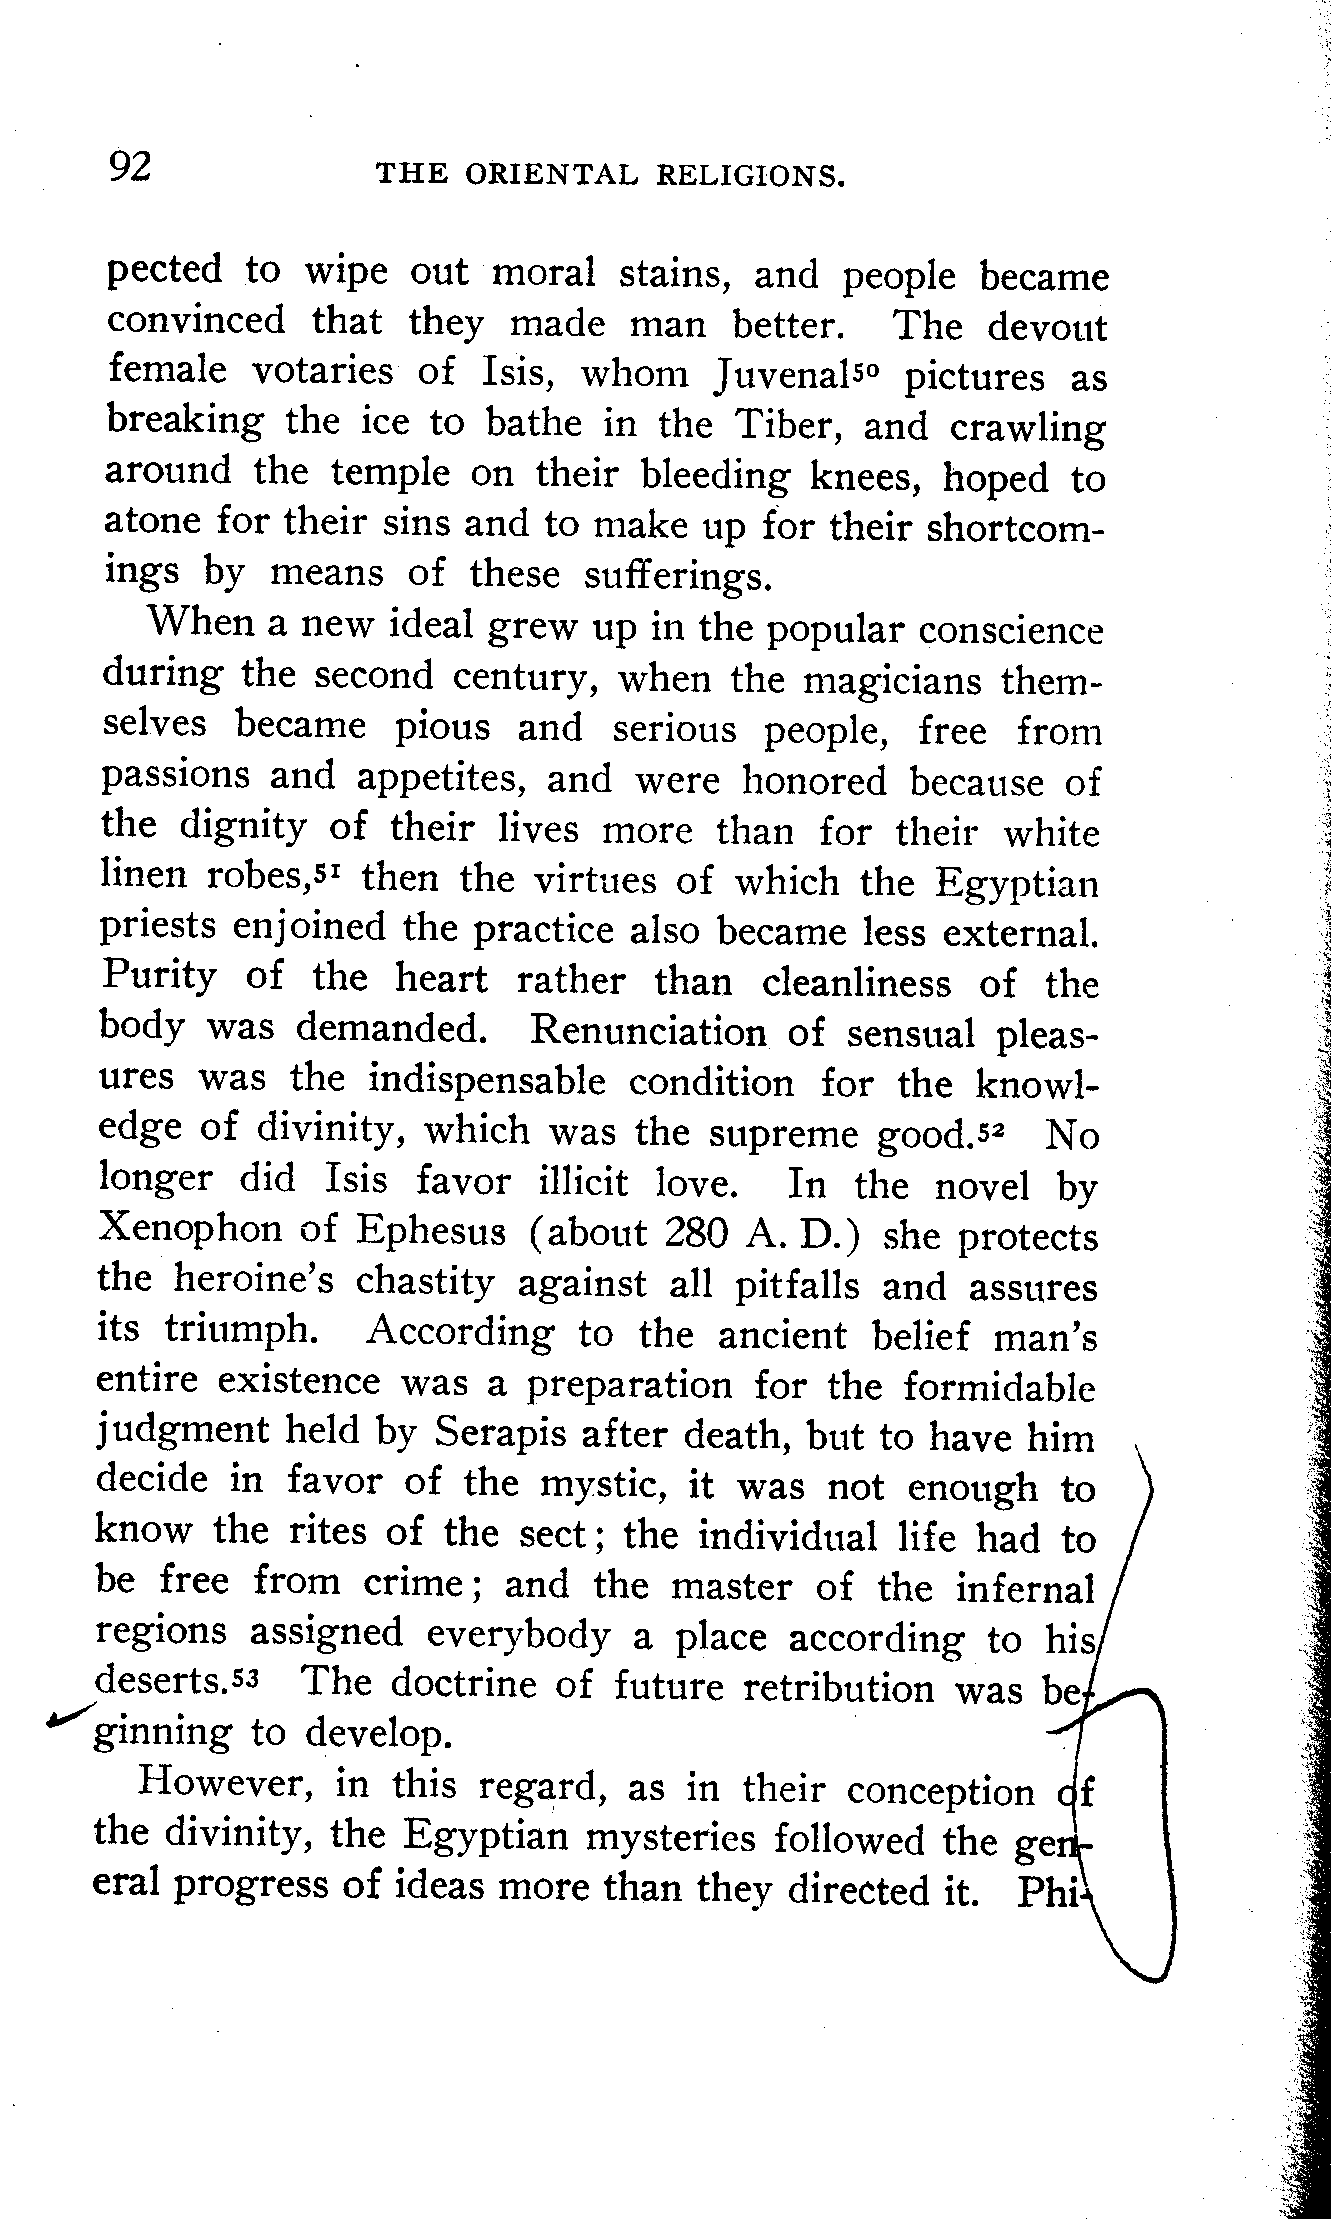 92
THE ORIENTAL RELIGIONS.
pected to wipe out moral stains, and people became
convinced that they made man better. The devout
female votaries of Isis, whom Juvenal⁵⁰ pictures as
breaking the ice to bathe in the Tiber, and crawling
around the temple on their bleeding knees, hoped to
atone for their sins and to make up for their shortcom-
ings by means of these sufferings.
When a new ideal grew up in the popular conscience
during the second century, when the magicians them-
selves became pious and serious people, free from
passions and appetites, and were honored because of
the dignity of their lives more than for their white
linen robes,⁵¹ then the virtues of which the Egyptian
priests enjoined the practice also became less external.
Purity of the heart rather than cleanliness of the
body was demanded. Renunciation of sensual pleas-
ures was the indispensable condition for the knowl-
edge of divinity, which was the supreme good.⁵² No
longer did Isis favor illicit love. In the novel by
Xenophon of Ephesus (about 280 A. D.) she protects
the heroine's chastity against all pitfalls and assures
its triumph. According to the ancient belief man's
entire existence was a preparation for the formidable
judgment held by Serapis after death, but to have him
decide in favor of the mystic, it was not enough to
know the rites of the sect; the individual life had to
be free from crime; and the master of the infernal
regions assigned everybody a place according to his
deserts.⁵³ The doctrine of future retribution was be-
ginning to develop.
However, in this regard, as in their conception of
the divinity, the Egyptian mysteries followed the gen-
eral progress of ideas more than they directed it. Phi-